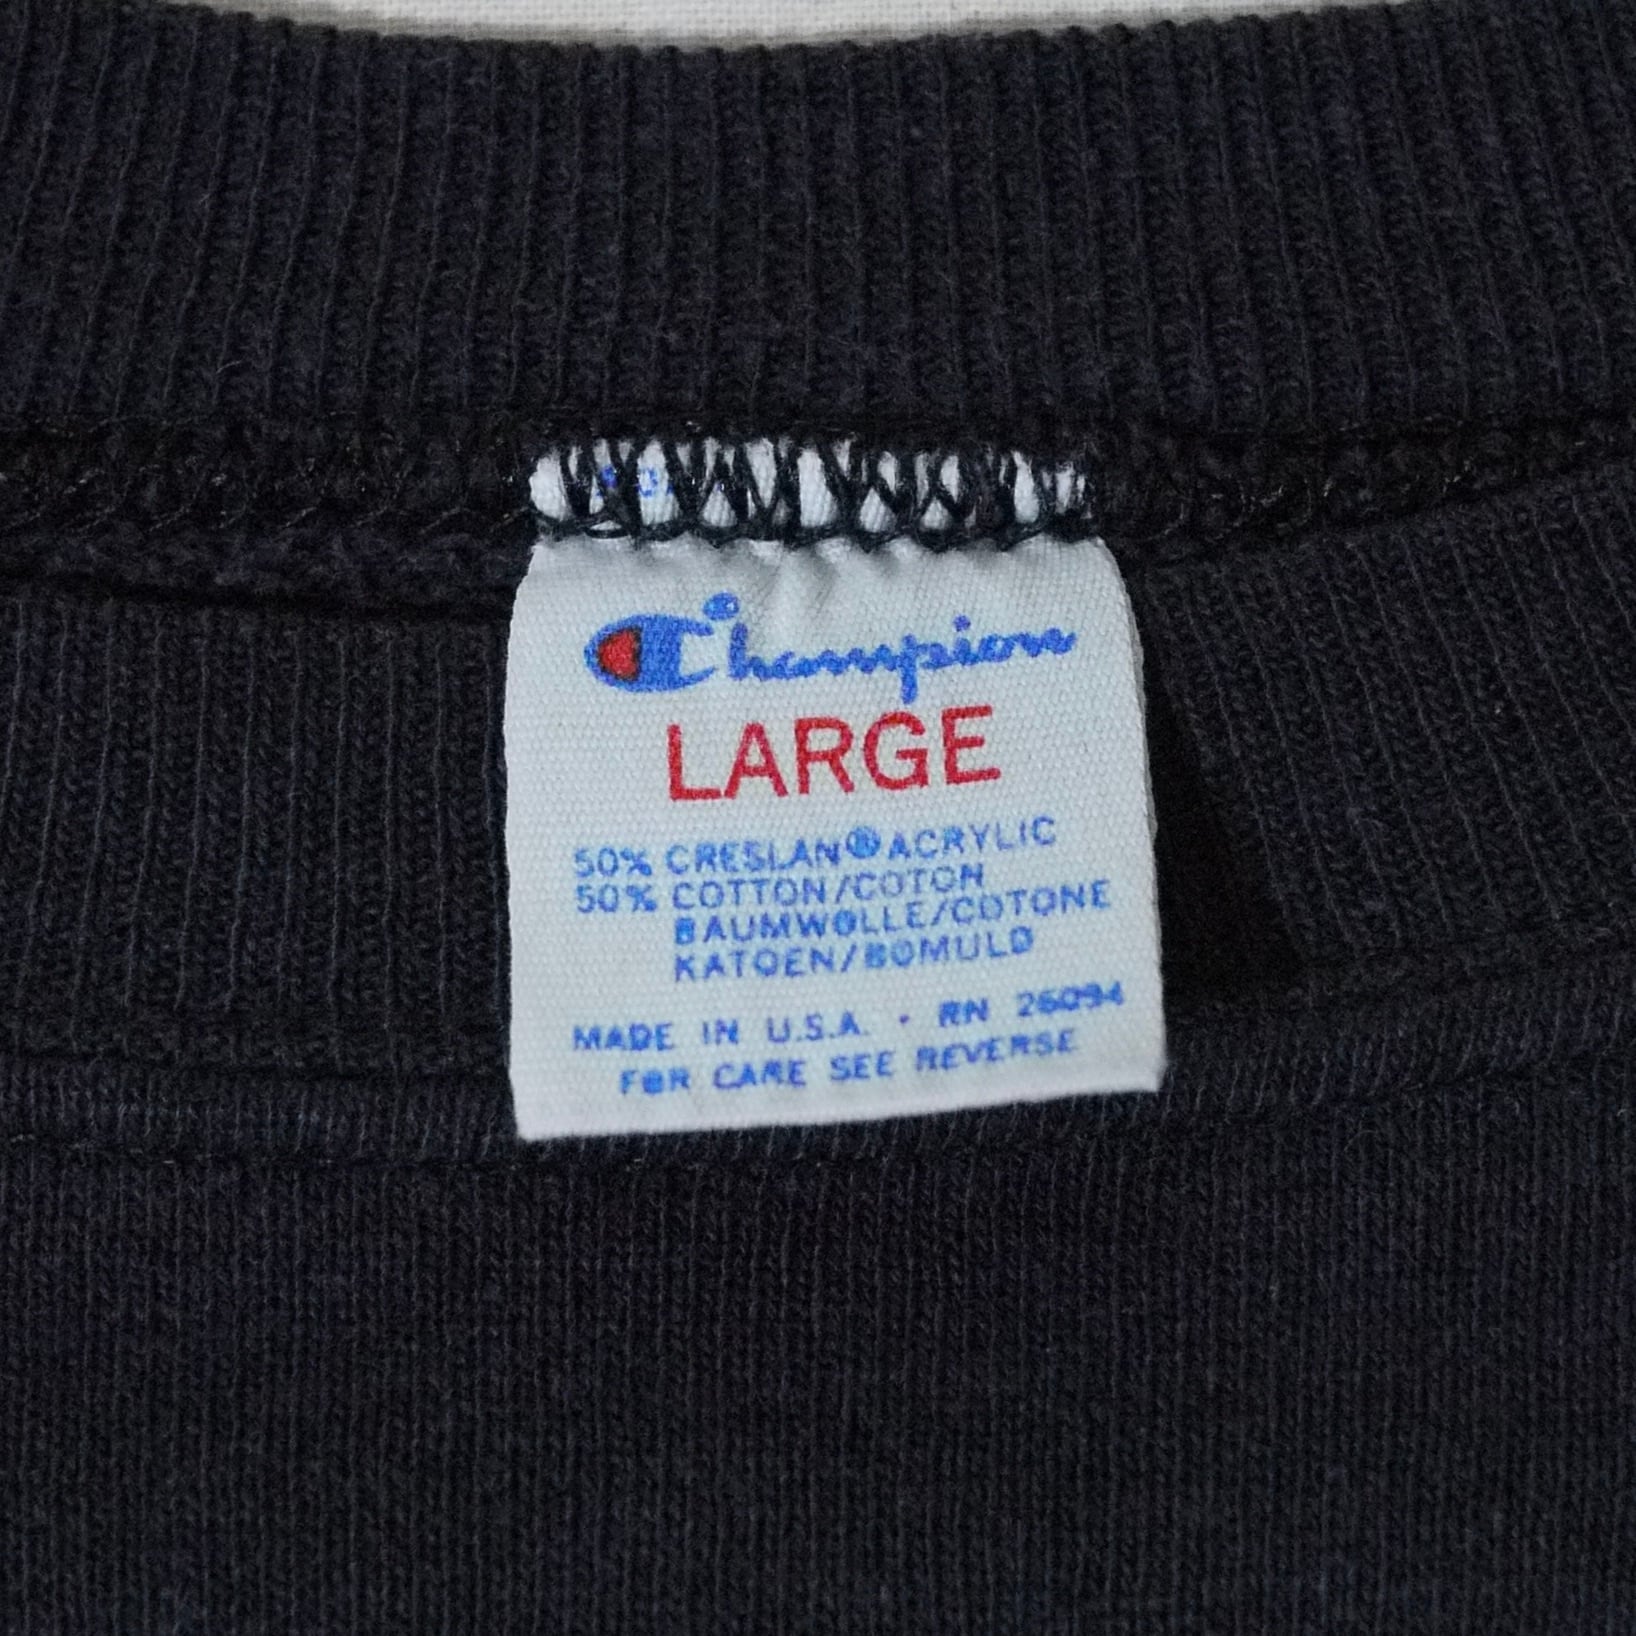 Champion
LARGE
50% CRESLAN® ACRYLIC
50% COTTON/COTON
BAUMWOLLE/COTONE
KATOEN/BOMULD
MADE IN U.S.A. · RN 26094
FOR CARE SEE REVERSE